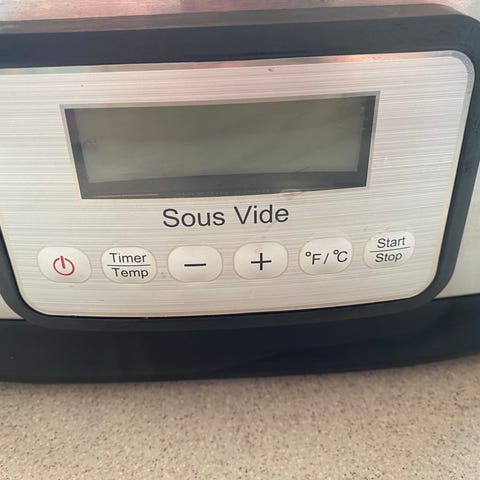 Sous Vide
Timer
Temp
−
+
°F/°C
Start
Stop